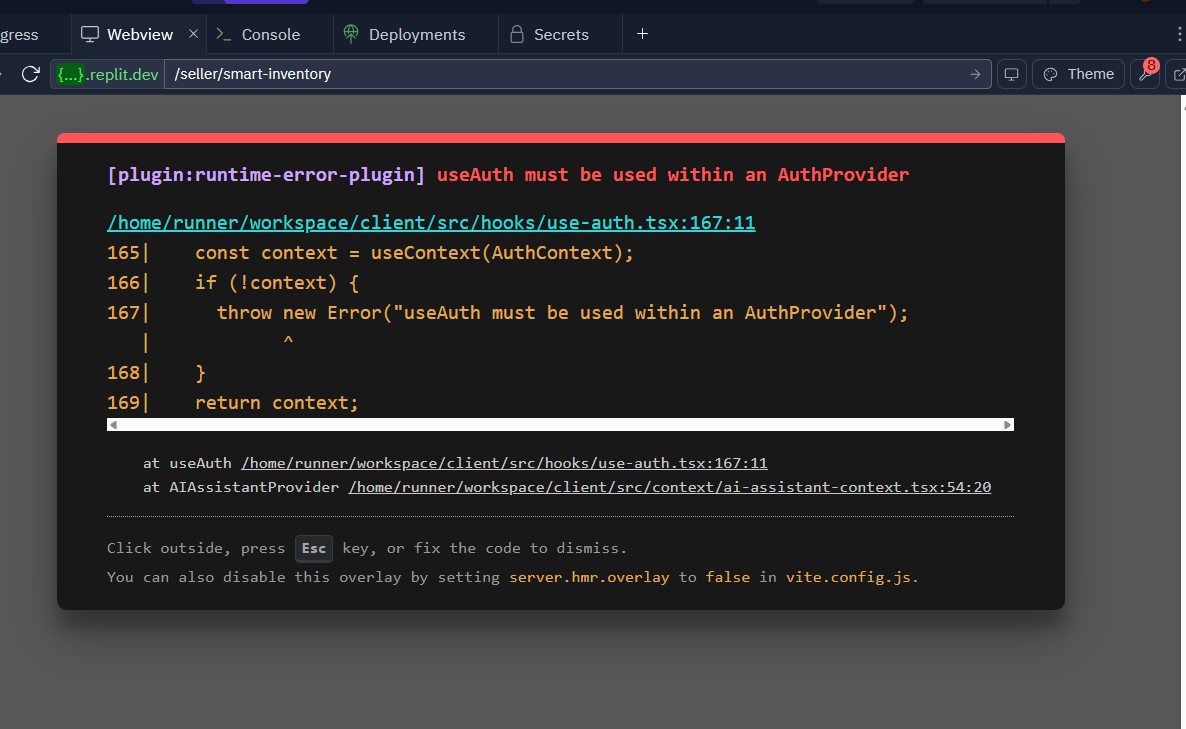 gress Webview × Console Deployments Secrets +
{...}.replit.dev /seller/smart-inventory → Theme 8
[plugin:runtime-error-plugin] useAuth must be used within an AuthProvider
/home/runner/workspace/client/src/hooks/use-auth.tsx:167:11
165|    const context = useContext(AuthContext);
166|    if (!context) {
167|      throw new Error("useAuth must be used within an AuthProvider");
   |            ^
168|    }
169|    return context;
at useAuth /home/runner/workspace/client/src/hooks/use-auth.tsx:167:11
at AIAssistantProvider /home/runner/workspace/client/src/context/ai-assistant-context.tsx:54:20
Click outside, press Esc key, or fix the code to dismiss.
You can also disable this overlay by setting server.hmr.overlay to false in vite.config.js.